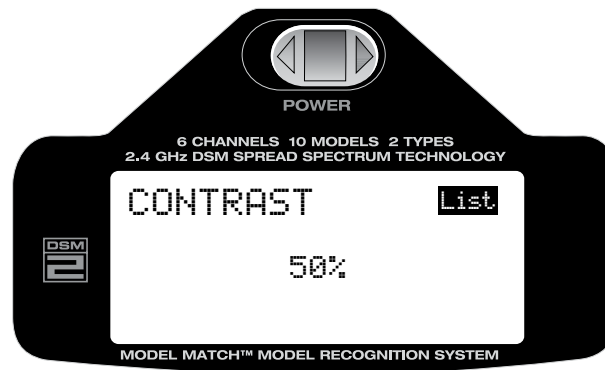 POWER
6 CHANNELS 10 MODELS 2 TYPES
2.4 GHz DSM SPREAD SPECTRUM TECHNOLOGY
CONTRAST List
DSM
2
50%
MODEL MATCH™ MODEL RECOGNITION SYSTEM